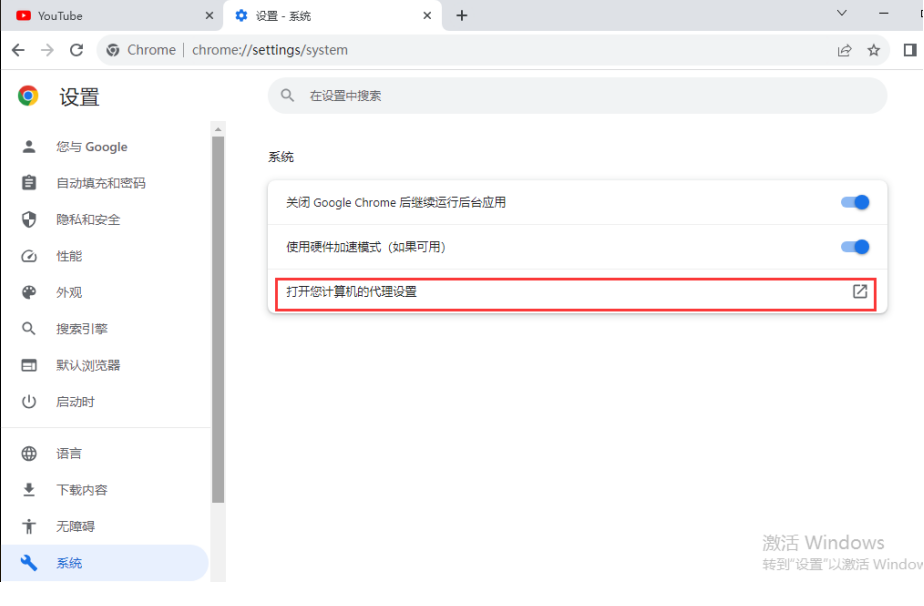 YouTube
设置 - 系统
Chrome | chrome://settings/system
设置
在设置中搜索
您与 Google
自动填充和密码
隐私和安全
性能
外观
搜索引擎
默认浏览器
启动时
语言
下载内容
无障碍
系统
系统
关闭 Google Chrome 后继续运行后台应用
使用硬件加速模式（如果可用）
打开您计算机的代理设置
激活 Windows
转到"设置"以激活 Window